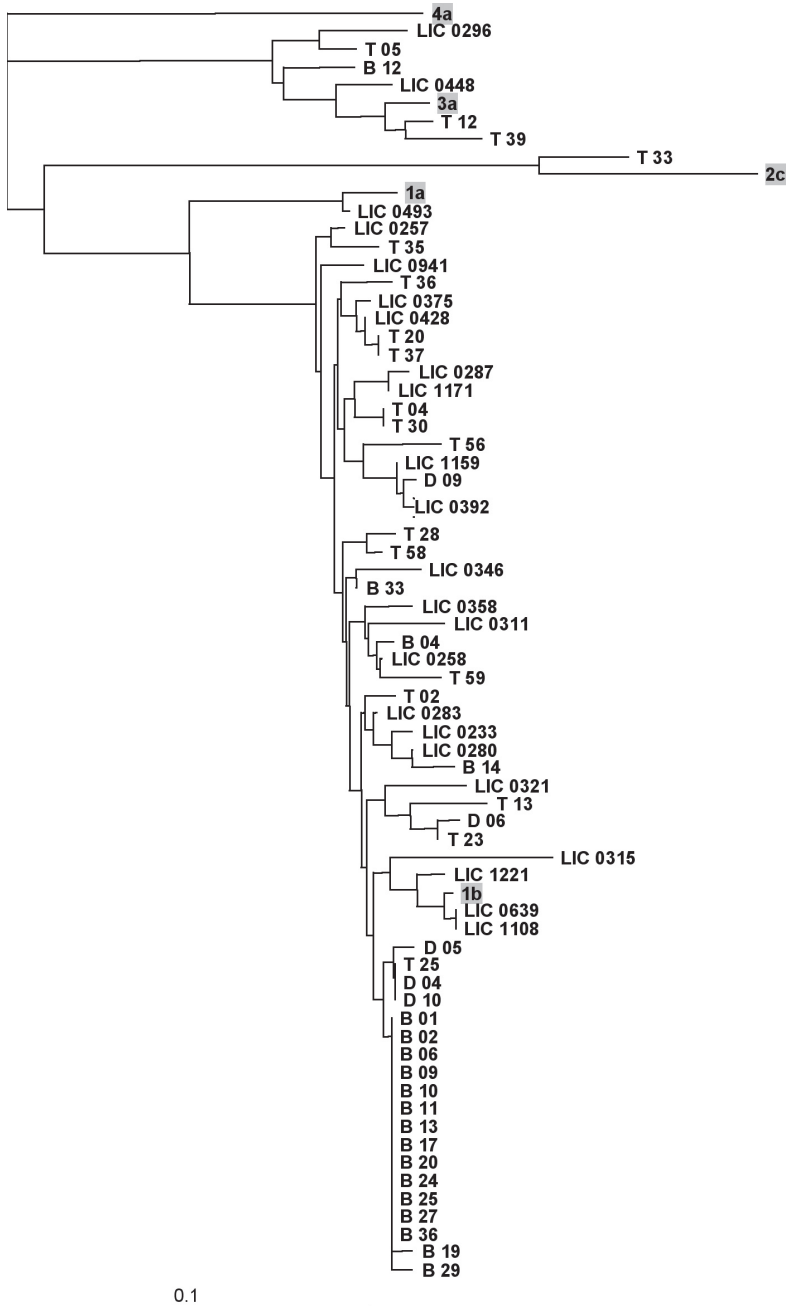 4a
LIC 0296
T 05
B 12
LIC 0448
3a
T 12
T 39
T 33
2c
1a
LIC 0493
LIC 0257
T 35
LIC 0941
T 36
LIC 0375
LIC 0428
T 20
T 37
LIC 0287
LIC 1171
T 04
T 30
T 56
LIC 1159
D 09
LIC 0392
T 28
T 58
LIC 0346
B 33
LIC 0358
LIC 0311
B 04
LIC 0258
T 59
T 02
LIC 0283
LIC 0233
LIC 0280
B 14
LIC 0321
T 13
D 06
T 23
LIC 0315
LIC 1221
1b
LIC 0639
LIC 1108
D 05
T 25
D 04
D 10
B 01
B 02
B 06
B 09
B 10
B 11
B 13
B 17
B 20
B 24
B 25
B 27
B 36
B 19
B 29
0.1